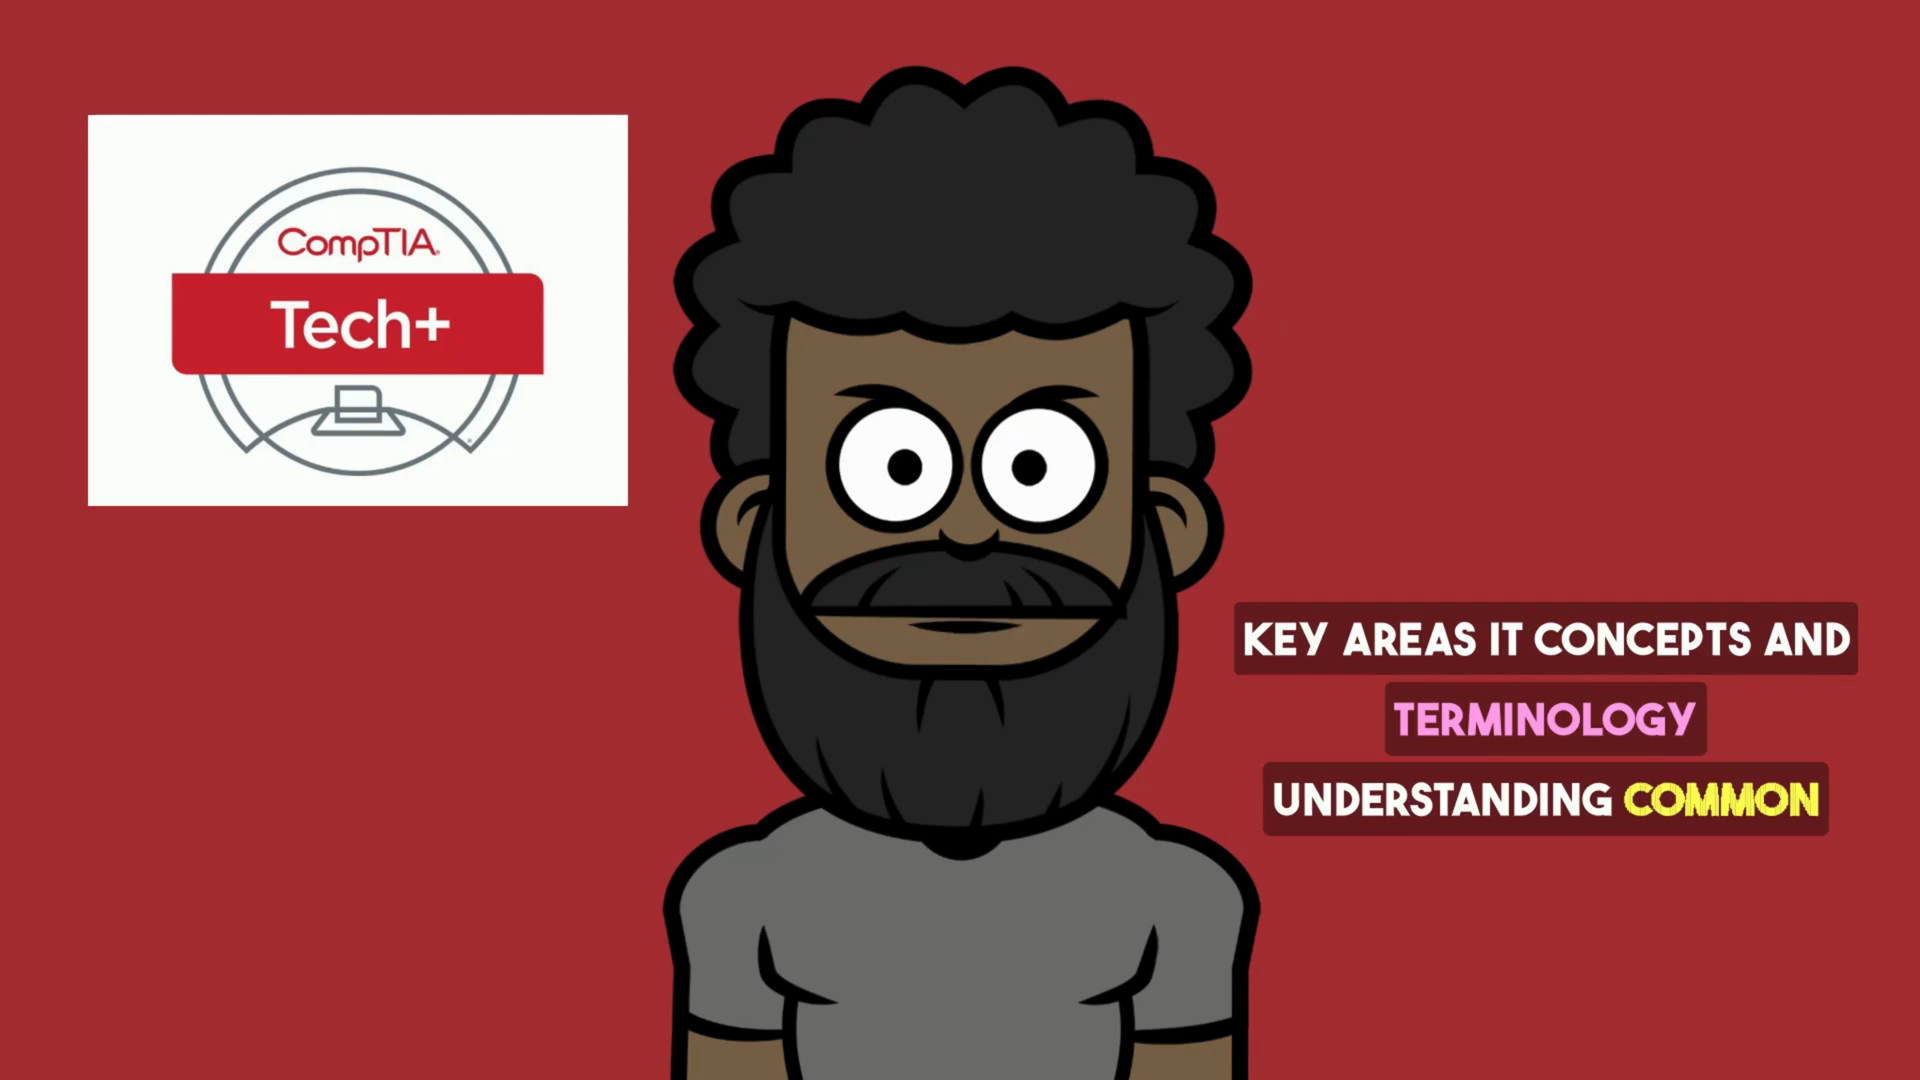 CompTIA
Tech+
KEY AREAS IT CONCEPTS AND
TERMINOLOGY
UNDERSTANDING COMMON